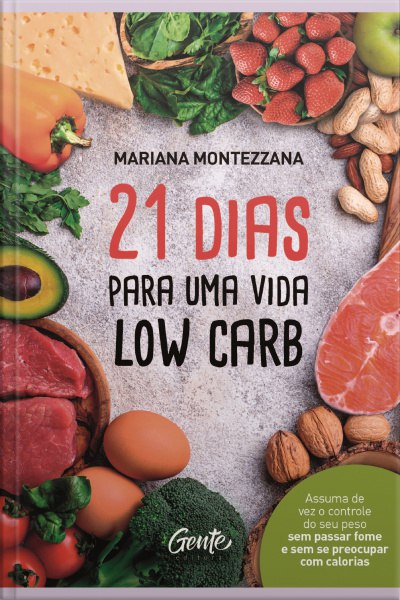 MARIANA MONTEZZANA
21 DIAS
PARA UMA VIDA
LOW CARB
Assuma de
vez o controle
do seu peso
sem passar fome
e sem se preocupar
com calorias
Gente
editora